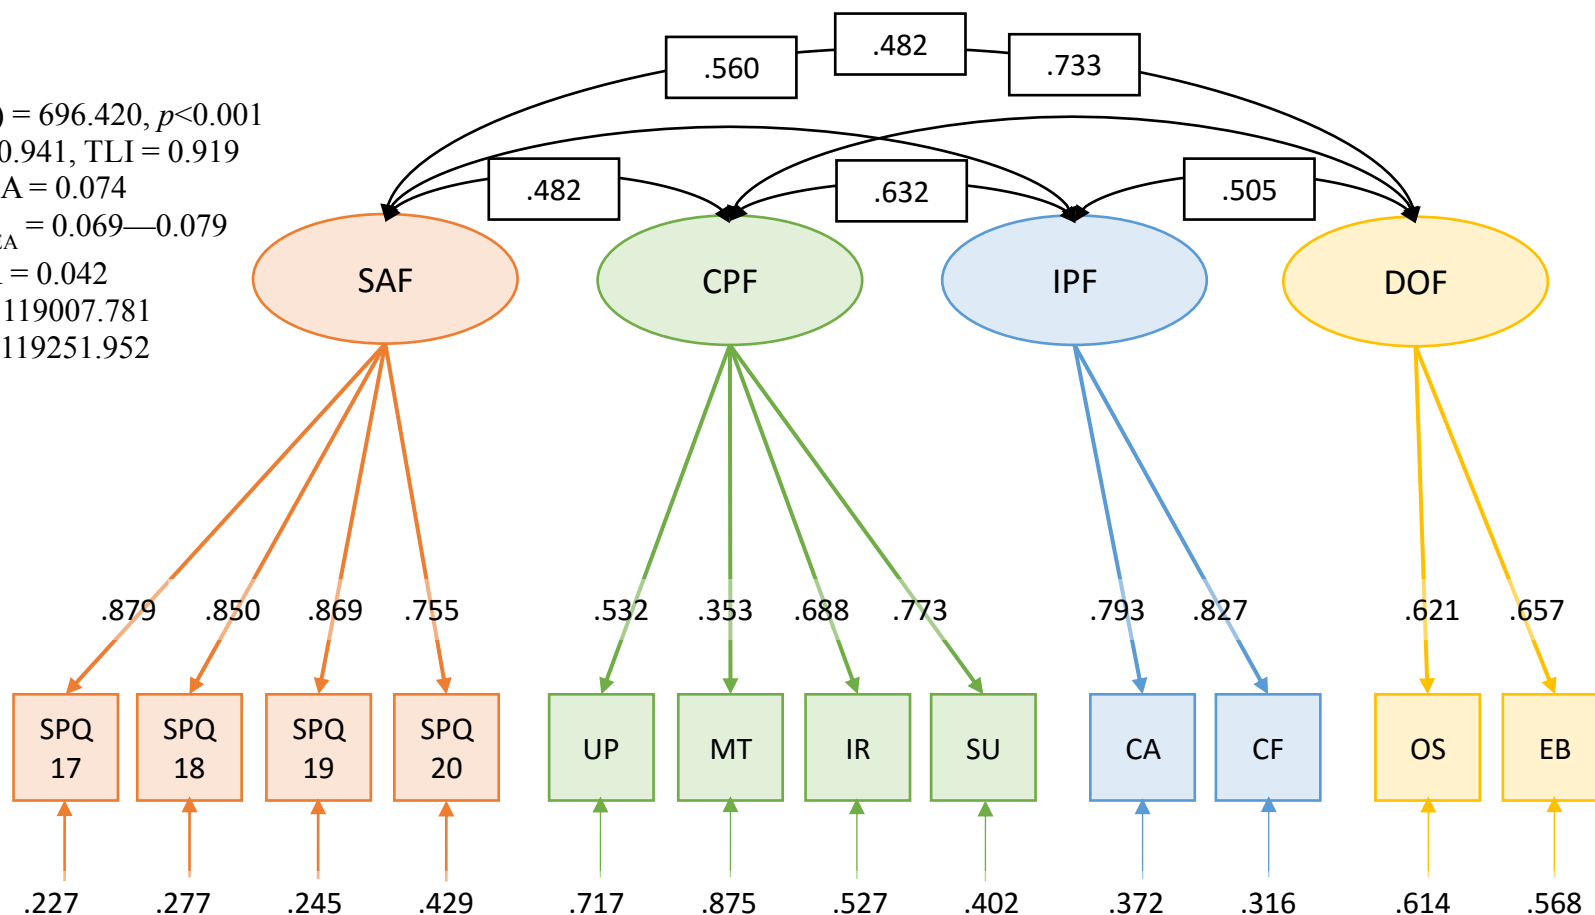 .482
.560
.733
) = 696.420, p<0.001
0.941, TLI = 0.919
A = 0.074
EA = 0.069—0.079
= 0.042
119007.781
119251.952
.482
.632
.505
SAF
CPF
IPF
DOF
.879 .850 .869 .755 .532 .353 .688 .773 .793 .827 .621 .657
SPQ 17
SPQ 18
SPQ 19
SPQ 20
UP
MT
IR
SU
CA
CF
OS
EB
.227 .277 .245 .429 .717 .875 .527 .402 .372 .316 .614 .568